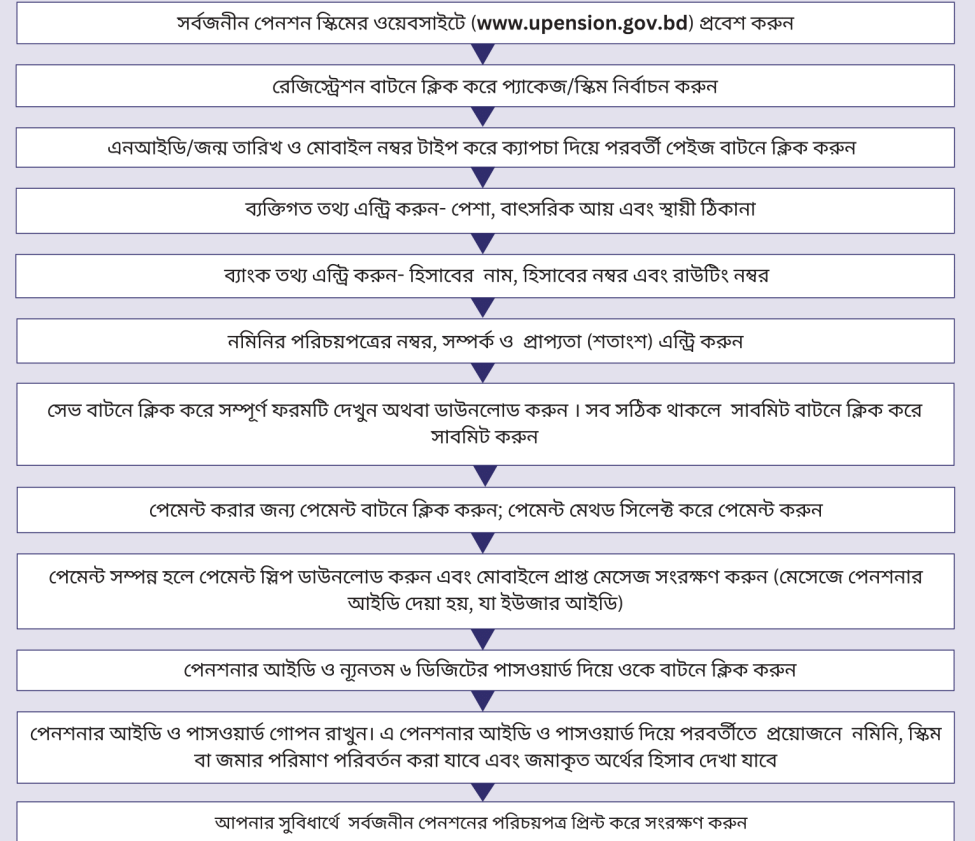 সর্বজনীন পেনশন স্কিমের ওয়েবসাইটে (www.upension.gov.bd) প্রবেশ করুন
রেজিস্ট্রেশন বাটনে ক্লিক করে প্যাকেজ/স্কিম নির্বাচন করুন
এনআইডি/জন্ম তারিখ ও মোবাইল নম্বর টাইপ করে ক্যাপচা দিয়ে পরবর্তী পেইজ বাটনে ক্লিক করুন
ব্যক্তিগত তথ্য এন্ট্রি করুন- পেশা, বাৎসরিক আয় এবং স্থায়ী ঠিকানা
ব্যাংক তথ্য এন্ট্রি করুন- হিসাবের নাম, হিসাবের নম্বর এবং রাউটিং নম্বর
নমিনির পরিচয়পত্রের নম্বর, সম্পর্ক ও প্রাপ্যতা (শতাংশ) এন্ট্রি করুন
সেভ বাটনে ক্লিক করে সম্পূর্ণ ফরমটি দেখুন অথবা ডাউনলোড করুন । সব সঠিক থাকলে সাবমিট বাটনে ক্লিক করে
সাবমিট করুন
পেমেন্ট করার জন্য পেমেন্ট বাটনে ক্লিক করুন; পেমেন্ট মেথড সিলেক্ট করে পেমেন্ট করুন
পেমেন্ট সম্পন্ন হলে পেমেন্ট স্লিপ ডাউনলোড করুন এবং মোবাইলে প্রাপ্ত মেসেজ সংরক্ষণ করুন (মেসেজে পেনশনার
আইডি দেয়া হয়, যা ইউজার আইডি)
পেনশনার আইডি ও ন্যূনতম ৬ ডিজিটের পাসওয়ার্ড দিয়ে ওকে বাটনে ক্লিক করুন
পেনশনার আইডি ও পাসওয়ার্ড গোপন রাখুন। এ পেনশনার আইডি ও পাসওয়ার্ড দিয়ে পরবর্তীতে প্রয়োজনে নমিনি, স্কিম
বা জমার পরিমাণ পরিবর্তন করা যাবে এবং জমাকৃত অর্থের হিসাব দেখা যাবে
আপনার সুবিধার্থে সর্বজনীন পেনশনের পরিচয়পত্র প্রিন্ট করে সংরক্ষণ করুন